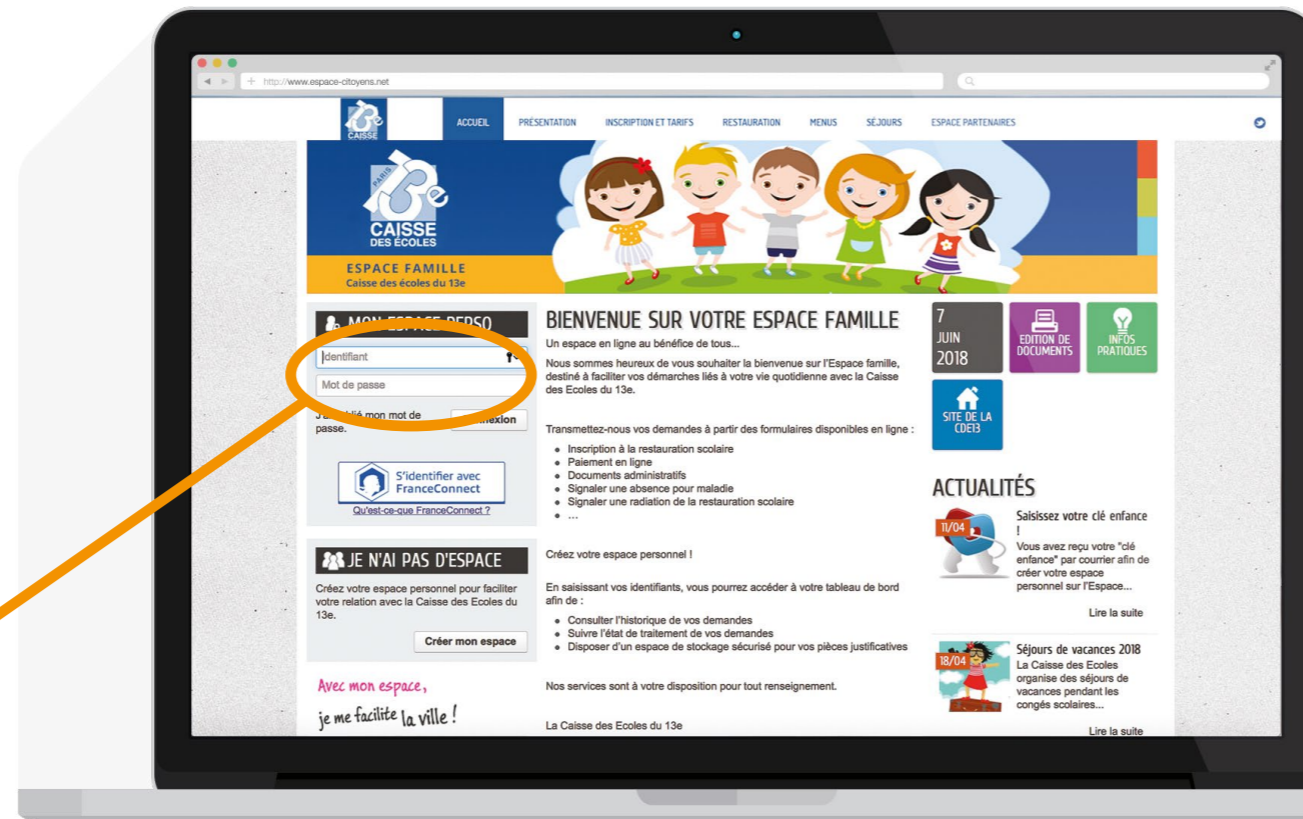 http://www.espace-citoyens.net
CAISSE
ACCUEIL
PRÉSENTATION
INSCRIPTION ET TARIFS
RESTAURATION
MENUS
SÉJOURS
ESPACE PARTENAIRES
PARIS
13e
CAISSE
DES ÉCOLES
ESPACE FAMILLE
Caisse des écoles du 13e
MON ESPACE PERSO
Identifiant
Mot de passe
mon mot de
passe.
S'identifier avec
FranceConnect
Qu'est-ce-que FranceConnect ?
JE N'AI PAS D'ESPACE
Créez votre espace personnel pour faciliter
votre relation avec la Caisse des Ecoles du
13e.
Créer mon espace
Avec mon espace,
je me facilite la ville !
BIENVENUE SUR VOTRE ESPACE FAMILLE
Un espace en ligne au bénéfice de tous...
Nous sommes heureux de vous souhaiter la bienvenue sur l'Espace famille,
destiné à faciliter vos démarches liés à votre vie quotidienne avec la Caisse
des Ecoles du 13e.
Transmettez-nous vos demandes à partir des formulaires disponibles en ligne :
• Inscription à la restauration scolaire
• Paiement en ligne
• Documents administratifs
• Signaler une absence pour maladie
• Signaler une radiation de la restauration scolaire
• ...
Créez votre espace personnel !
En saisissant vos identifiants, vous pourrez accéder à votre tableau de bord
afin de :
• Consulter l'historique de vos demandes
• Suivre l'état de traitement de vos demandes
• Disposer d'un espace de stockage sécurisé pour vos pièces justificatives
Nos services sont à votre disposition pour tout renseignement.
La Caisse des Ecoles du 13e
7
JUIN
2018
EDITION DE
DOCUMENTS
INFOS
PRATIQUES
SITE DE LA
CDE13
ACTUALITÉS
11/04
Saisissez votre clé enfance
!
Vous avez reçu votre "clé
enfance" par courrier afin de
créer votre espace
personnel sur l'Espace...
Lire la suite
18/04
Séjours de vacances 2018
La Caisse des Ecoles
organise des séjours de
vacances pendant les
congés scolaires...
Lire la suite